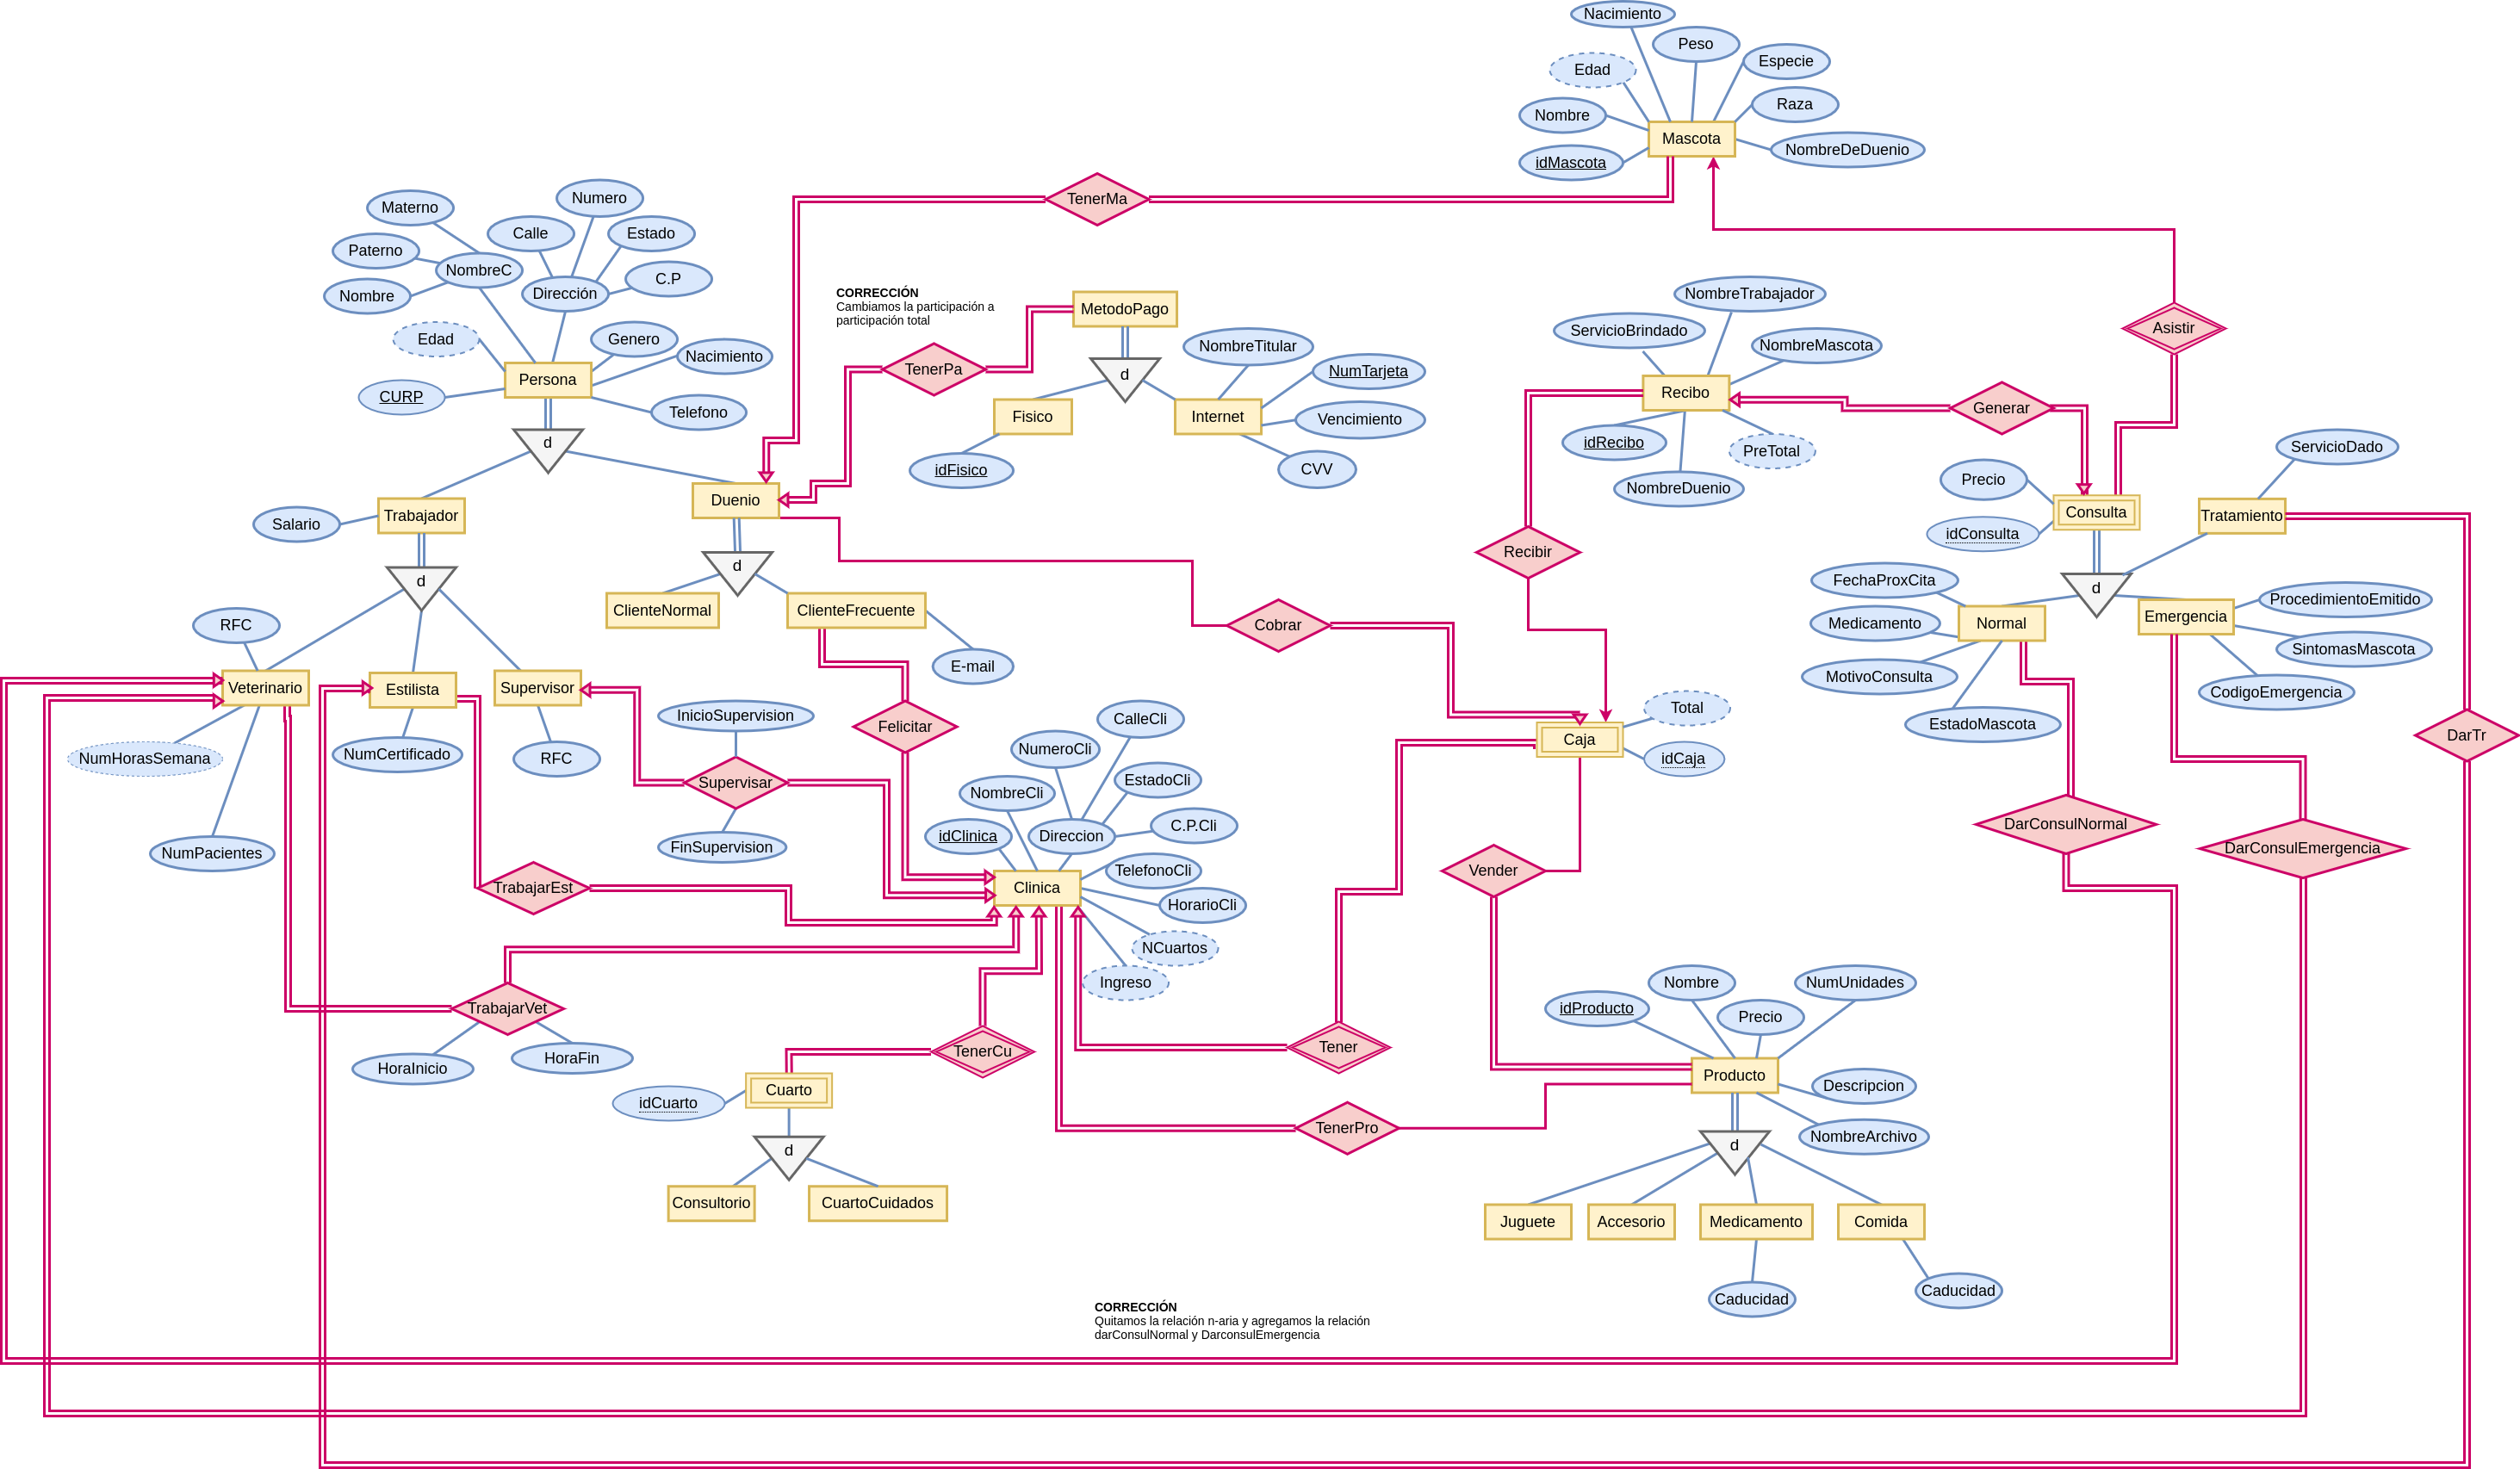 Nacimiento
Peso
Especie
Edad
Raza
Nombre
Mascota
NombreDeDuenio
idMascota
TenerMa
Materno
Numero
Calle
Estado
Paterno
NombreC
C.P
Nombre
Dirección
Edad
Genero
Nacimiento
Persona
CURP
Telefono
d
CORRECCIÓN
Cambiamos la participación a
participación total
MetodoPago
TenerPa
d
NombreTitular
NumTarjeta
Fisico
Internet
Vencimiento
idFisico
CVV
NombreTrabajador
ServicioBrindado
NombreMascota
Recibo
idRecibo
PreTotal
NombreDuenio
Asistir
Generar
ServicioDado
Precio
Consulta
Tratamiento
idConsulta
Salario
Trabajador
Duenio
d
d
ClienteNormal
ClienteFrecuente
E-mail
Recibir
Cobrar
FechaProxCita
d
Medicamento
Normal
Emergencia
ProcedimientoEmitido
SintomasMascota
MotivoConsulta
CodigoEmergencia
EstadoMascota
DarTr
RFC
Veterinario
Estilista
Supervisor
NumHorasSemana
NumCertificado
RFC
NumPacientes
InicioSupervision
Felicitar
Supervisar
FinSupervision
CalleCli
NumeroCli
EstadoCli
NombreCli
C.P.Cli
idClinica
Direccion
TelefonoCli
Clinica
HorarioCli
NCuartos
Ingreso
Total
Caja
idCaja
DarConsulNormal
DarConsulEmergencia
Vender
TrabajarEst
TrabajarVet
HoraInicio
HoraFin
TenerCu
Tener
Cuarto
idCuarto
d
Consultorio
CuartoCuidados
TenerPro
Nombre
NumUnidades
idProducto
Precio
Producto
Descripcion
NombreArchivo
d
Juguete
Accesorio
Medicamento
Comida
Caducidad
Caducidad
CORRECCIÓN
Quitamos la relación n-aria y agregamos la relación
darConsulNormal y DarconsulEmergencia